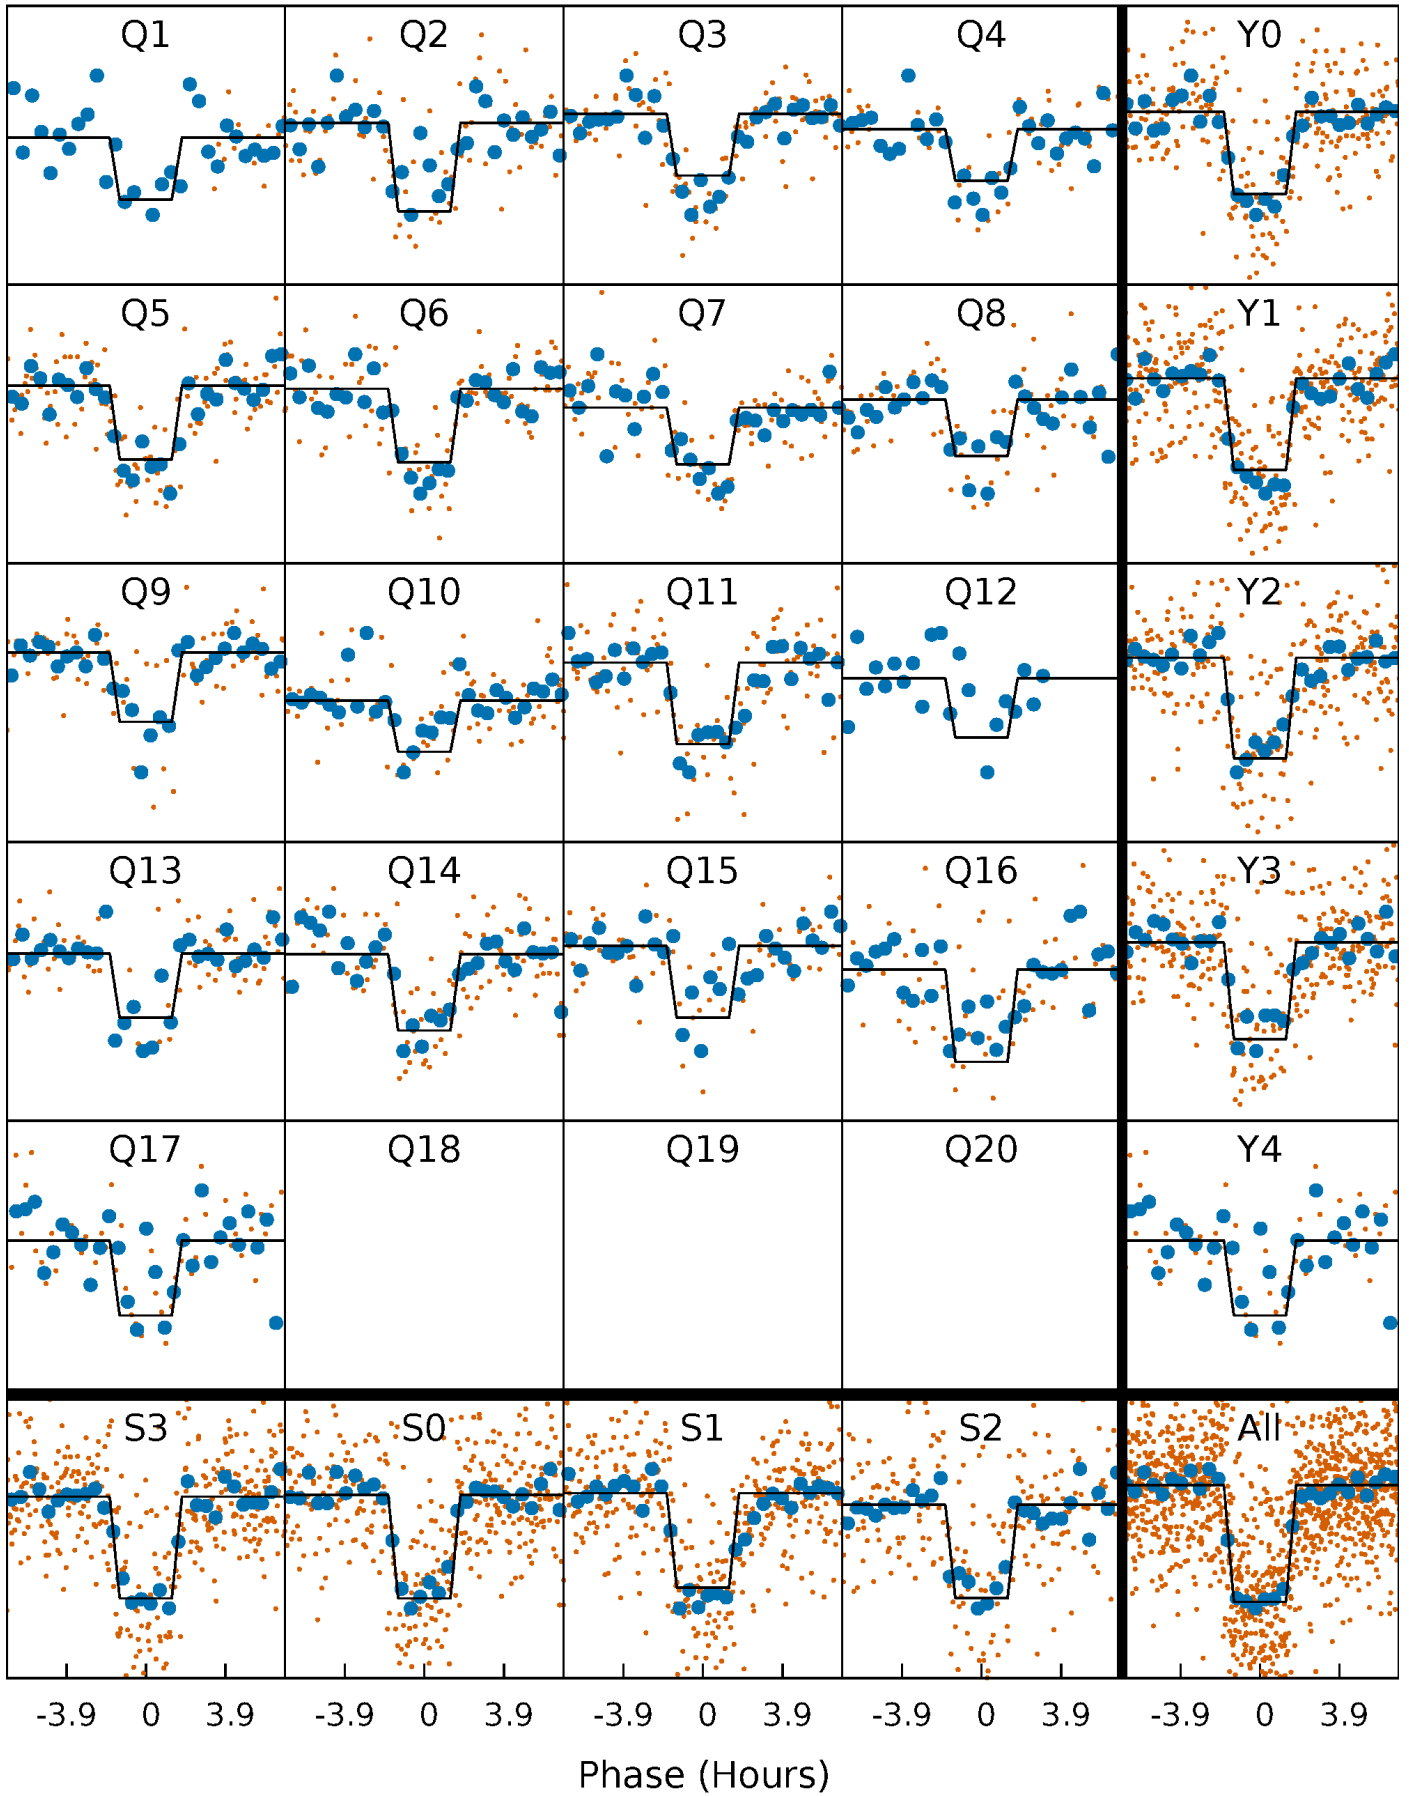 Q1 Q2 Q3 Q4 Y0
Q5 Q6 Q7 Q8 Y1
Q9 Q10 Q11 Q12 Y2
Q13 Q14 Q15 Q16 Y3
Q17 Q18 Q19 Q20 Y4
S3 S0 S1 S2 All
-3.9 0 3.9 -3.9 0 3.9 -3.9 0 3.9 -3.9 0 3.9 -3.9 0 3.9
Phase (Hours)